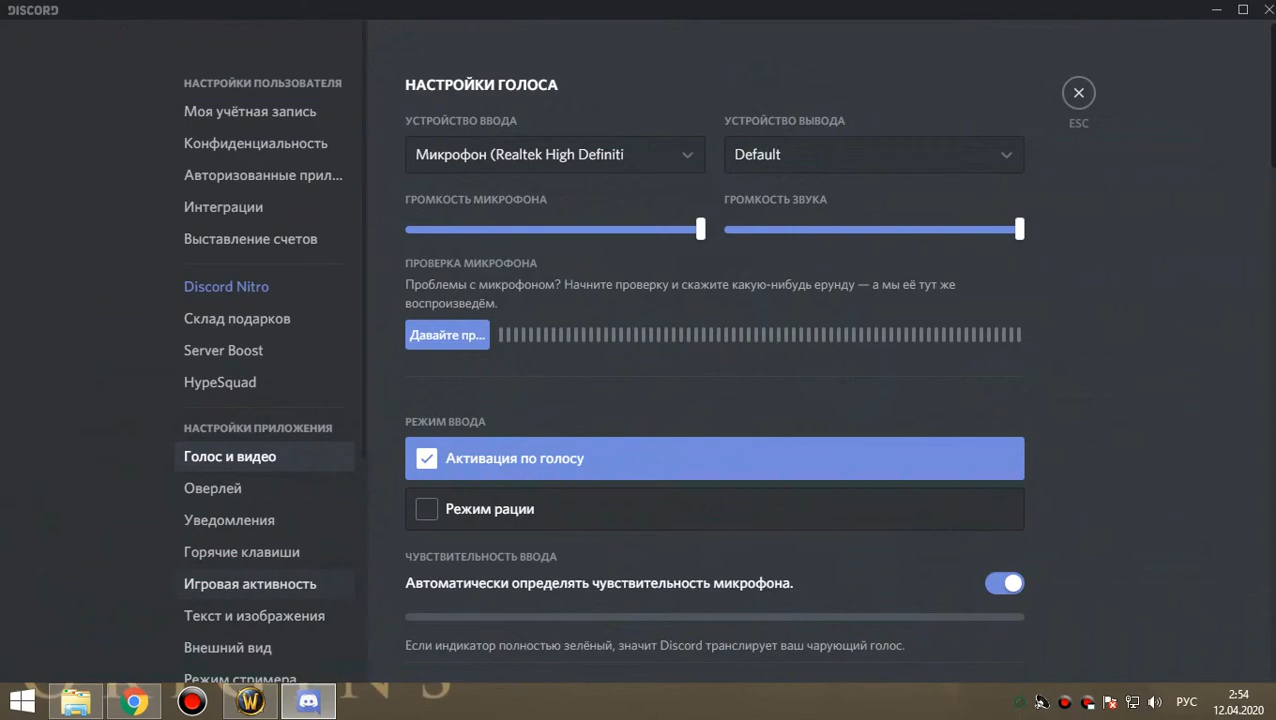 DISCORD
НАСТРОЙКИ ПОЛЬЗОВАТЕЛЯ
Моя учётная запись
Конфиденциальность
Авторизованные прил...
Интеграции
Выставление счетов
Discord Nitro
Склад подарков
Server Boost
HypeSquad
НАСТРОЙКИ ПРИЛОЖЕНИЯ
Голос и видео
Оверлей
Уведомления
Горячие клавиши
Игровая активность
Текст и изображения
Внешний вид
Режим стримера
НАСТРОЙКИ ГОЛОСА
ESC
УСТРОЙСТВО ВВОДА
УСТРОЙСТВО ВЫВОДА
Микрофон (Realtek High Definiti
Default
ГРОМКОСТЬ МИКРОФОНА
ГРОМКОСТЬ ЗВУКА
ПРОВЕРКА МИКРОФОНА
Проблемы с микрофоном? Начните проверку и скажите какую-нибудь ерунду — а мы её тут же
воспроизведём.
Давайте пр...
РЕЖИМ ВВОДА
Активация по голосу
Режим рации
ЧУВСТВИТЕЛЬНОСТЬ ВВОДА
Автоматически определять чувствительность микрофона.
Если индикатор полностью зелёный, значит Discord транслирует ваш чарующий голос.
РУС
2:54
12.04.2020